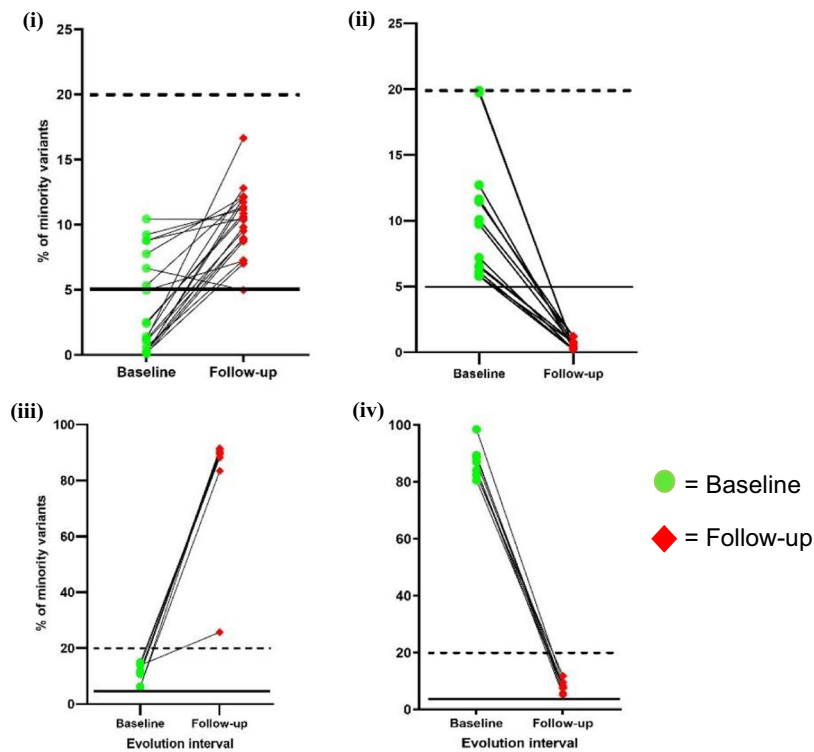 (i)
25
20
15
10
5
0
% of minority variants
Baseline Follow-up
(ii)
25
20
15
10
5
0
Baseline Follow-up
(iii)
100
80
60
40
20
0
% of minority variants
Baseline Follow-up
Evolution interval
(iv)
100
80
60
40
20
0
Baseline Follow-up
Evolution interval
= Baseline
= Follow-up